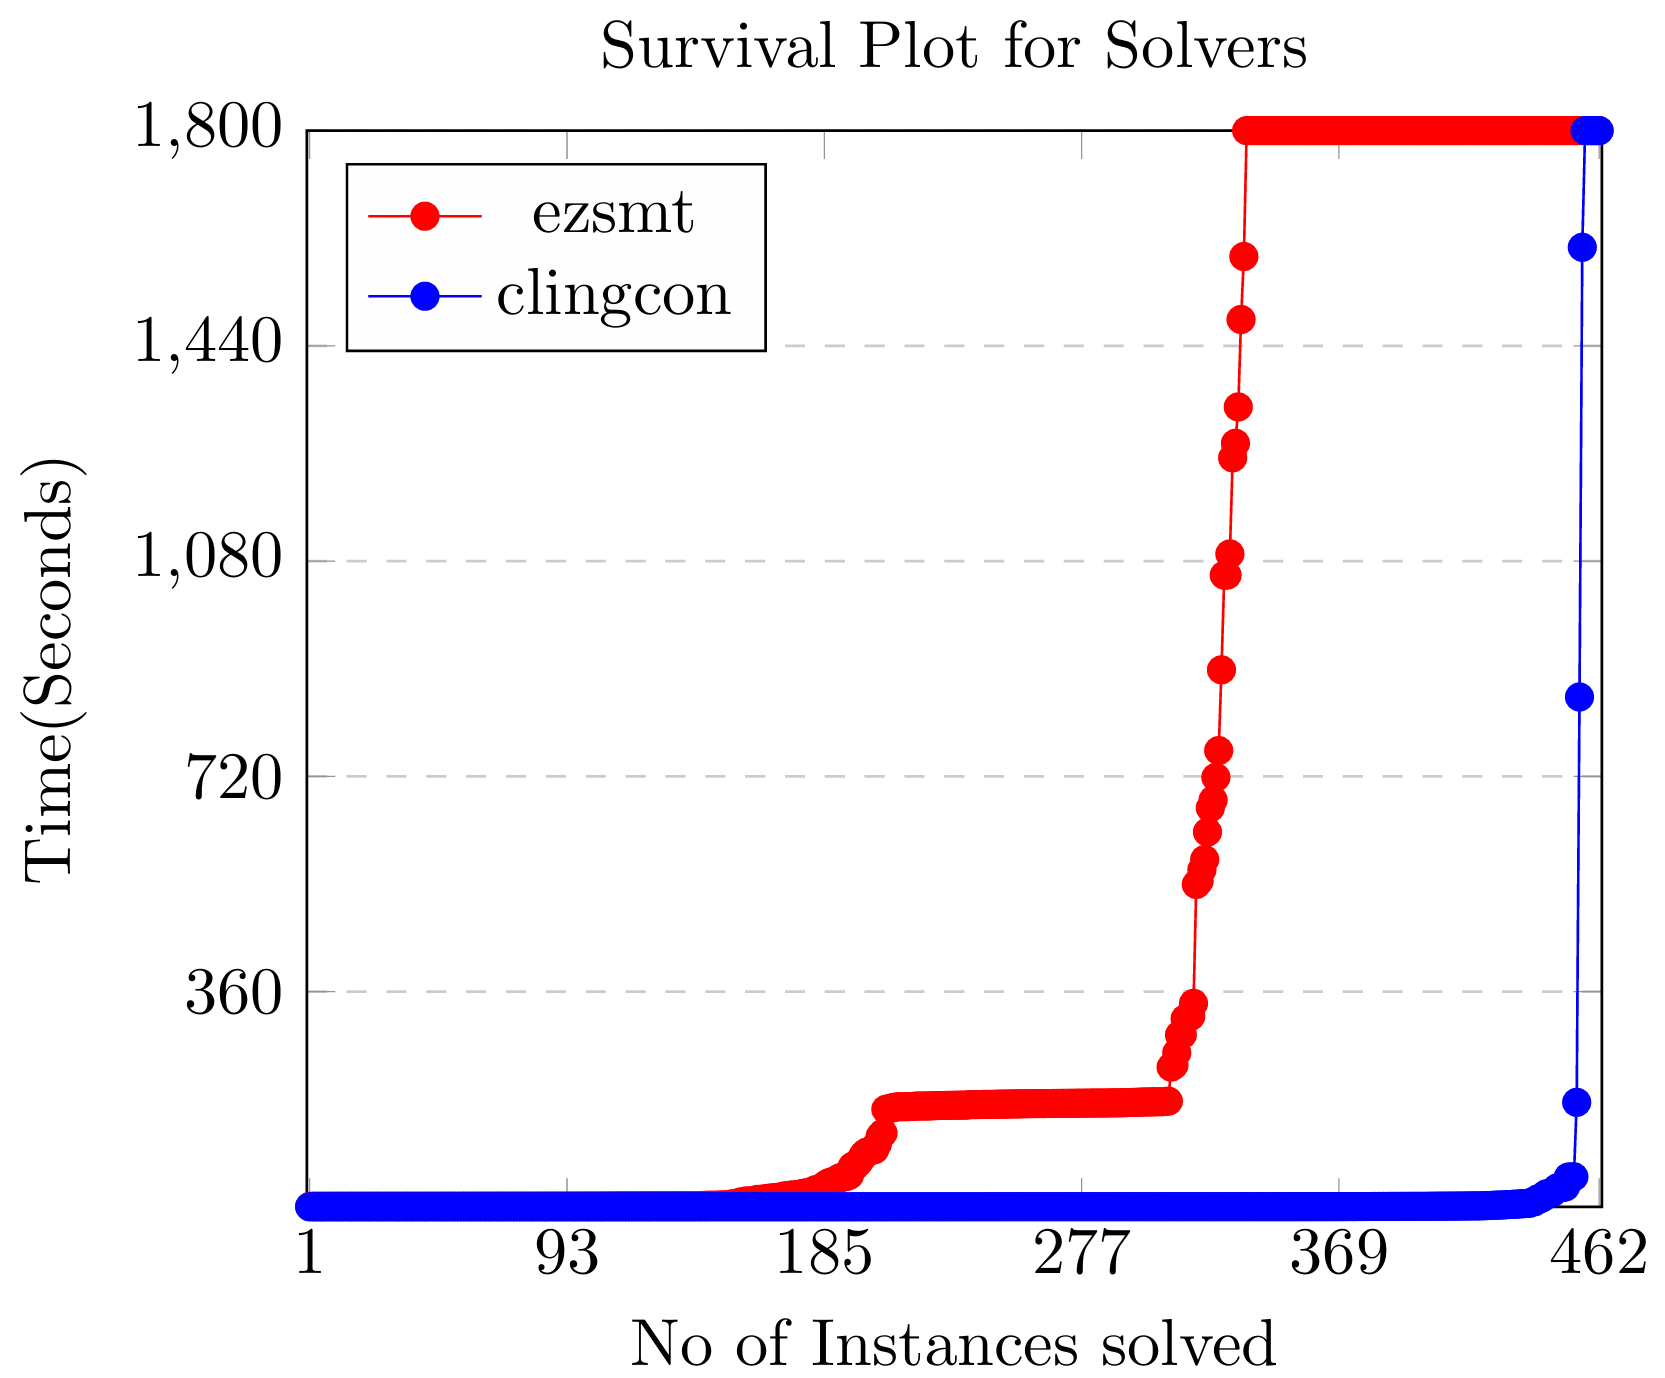 Survival Plot for Solvers
1,800
1,440
1,080
720
360
Time(Seconds)
ezsmt
clingcon
1 93 185 277 369 462
No of Instances solved